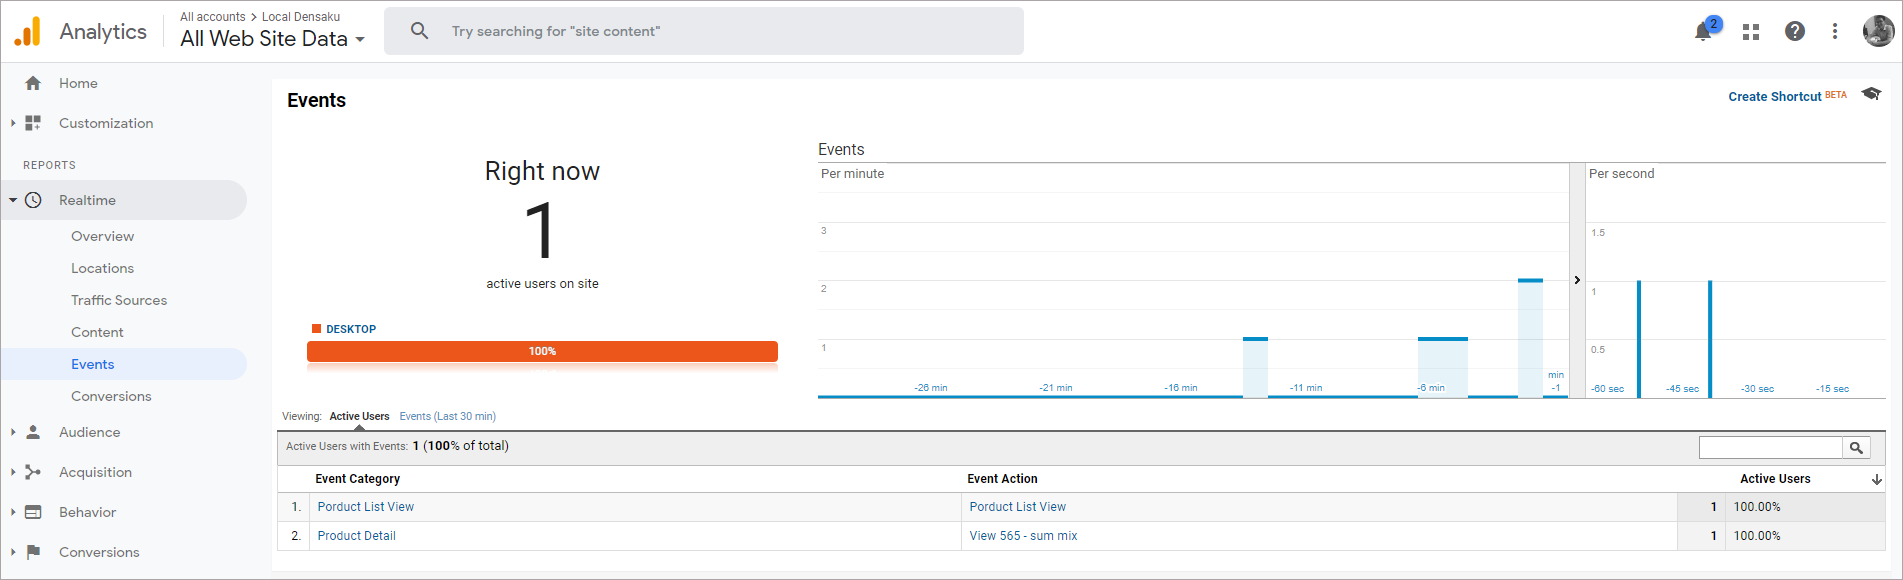 Analytics
All accounts > Local Densaku
All Web Site Data
Try searching for "site content"
2
Home
Customization
REPORTS
Realtime
Overview
Locations
Traffic Sources
Content
Events
Conversions
Audience
Acquisition
Behavior
Conversions
Events
Create Shortcut BETA
Right now
1
active users on site
DESKTOP
100%
Events
Per minute
3
2
1
-26 min
-21 min
-16 min
-11 min
-6 min
min
-1
Per second
1.5
1
0.5
-60 sec
-45 sec
-30 sec
-15 sec
Viewing: Active Users Events (Last 30 min)
Active Users with Events: 1 (100% of total)
Event Category Event Action Active Users
1. Porduct List View Porduct List View 1 100.00%
2. Product Detail View 565 - sum mix 1 100.00%